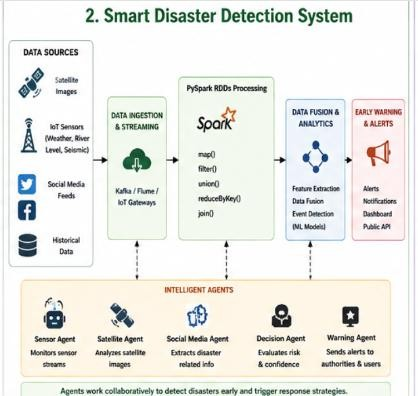 2. Smart Disaster Detection System
DATA SOURCES
Satellite
Images
IoT Sensors
(Weather, River
Level, Seismic)
Social Media
Feeds
Historical
Data
DATA INGESTION
& STREAMING
Kafka / Flume /
IoT Gateways
PySpark RDDs Processing
Spark
map()
filter()
union()
reduceByKey()
join()
DATA FUSION &
ANALYTICS
Feature Extraction
Data Fusion
Event Detection
(ML Models)
EARLY WARNING
& ALERTS
Alerts
Notifications
Dashboard
Public API
INTELLIGENT AGENTS
Sensor Agent
Monitors sensor
streams
Satellite Agent
Analyzes satellite
images
Social Media Agent
Extracts disaster
related info
Decision Agent
Evaluates risk
& confidence
Warning Agent
Sends alerts to
authorities & users
Agents work collaboratively to detect disasters early and trigger response strategies.